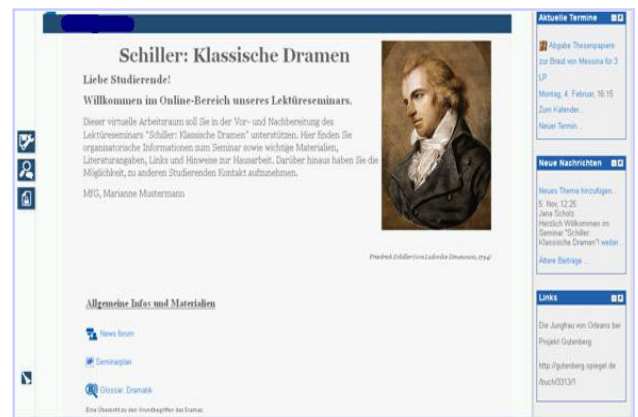 Schiller: Klassische Dramen
Liebe Studierende!
Willkommen im Online-Bereich unseres Lektüreseminars.
Dieser virtuelle Arbeitsraum soll Sie in der Vor- und Nachbereitung des
Lektüreseminars "Schiller: Klassische Dramen" unterstützen. Hier finden Sie
organisatorische Informationen zum Seminar sowie wichtige Materialien,
Literaturangaben, Links und Hinweise zur Hausarbeit. Darüber hinaus haben Sie die
Möglichkeit, zu anderen Studierenden Kontakt aufzunehmen.
MfG, Marianne Mustermann
Friedrich Schiller (von Ludovike Simanowiz, 1794)
Allgemeine Infos und Materialien
News forum
Seminarplan
Glossar: Dramatik
Eine Übersicht zu den Grundbegriffen des Dramas.
Aktuelle Termine
Abgabe Thesenpapiere
zur Braut von Messina für 3
LP
Montag, 4. Februar, 16:15
Zum Kalender...
Neuer Termin...
Neue Nachrichten
Neues Thema hinzufügen...
5. Nov, 12:25
Jana Scholz
Herzlich Willkommen im
Seminar "Schiller:
Klassische Dramen"! weiter...
Ältere Beiträge ...
Links
Die Jungfrau von Orleans bei
Projekt Gutenberg
http://gutenberg.spiegel.de
/buch/3313/1